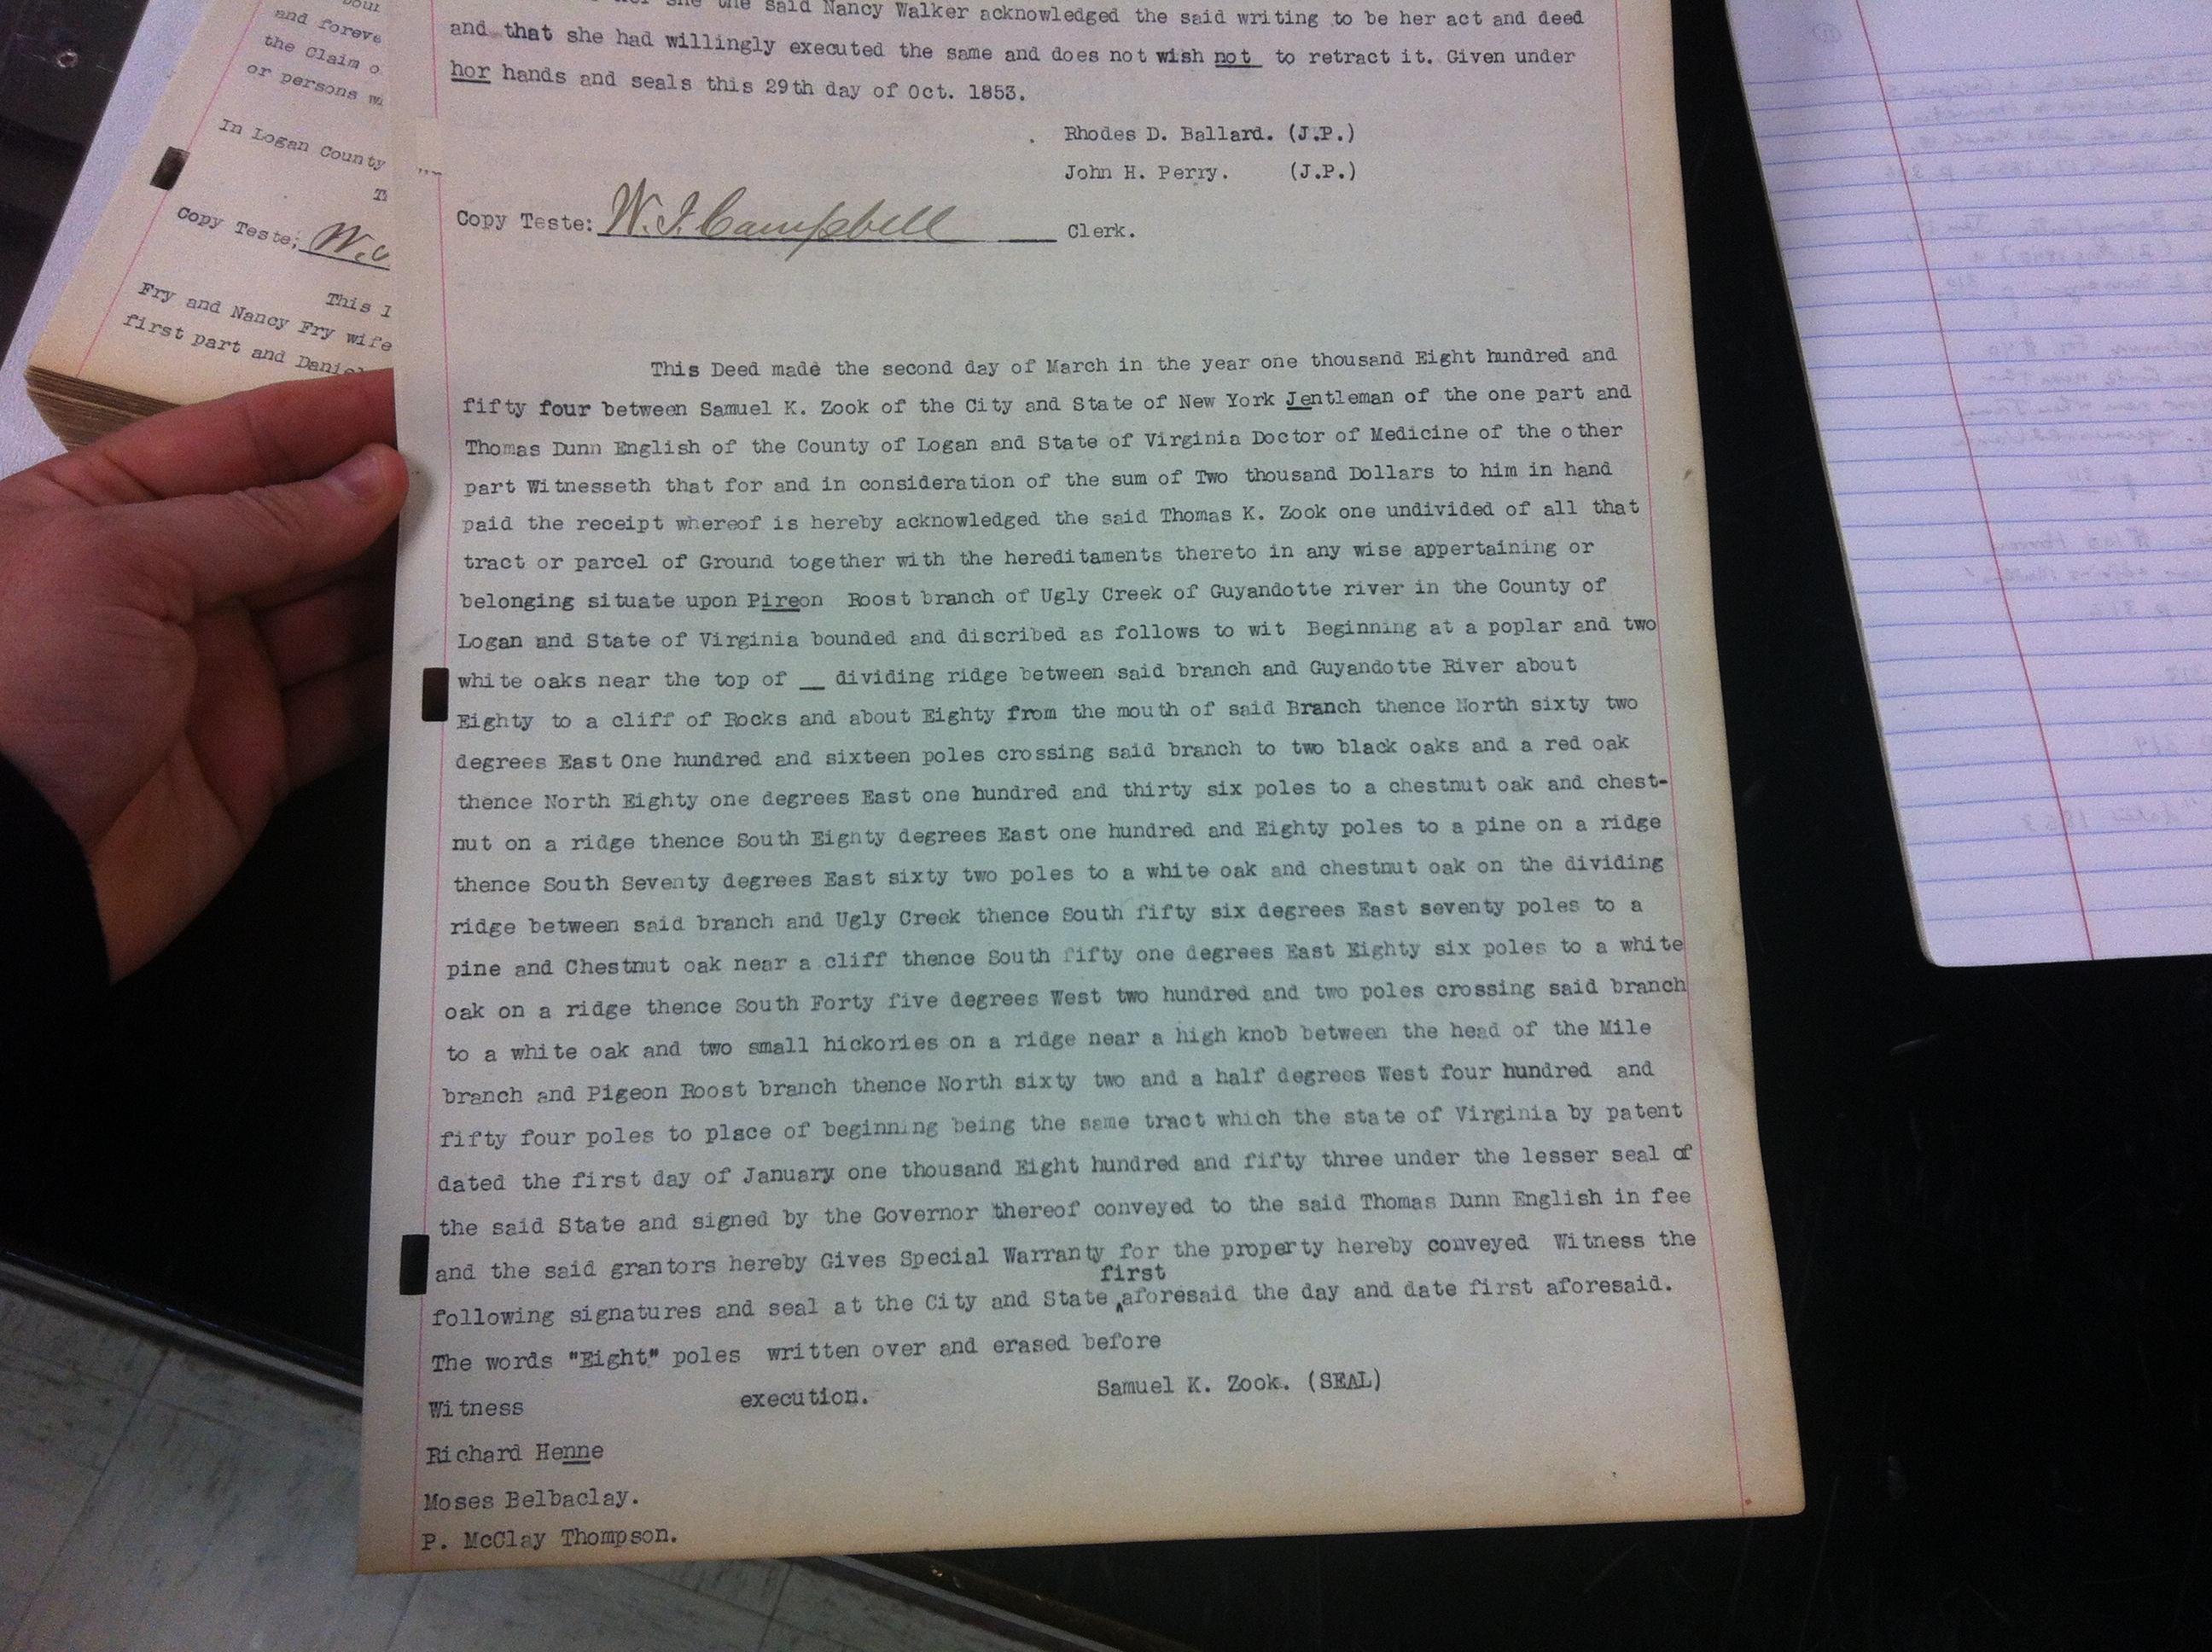 and foreve
the Claim o
or persons w
In Logan County
Copy Teste;
This I
Fry and Nancy Fry wife
first part and Daniel
she the said Nancy Walker acknowledged the said writing to be her act and deed
and that she had willingly executed the same and does not wish not to retract it. Given under
hor hands and seals this 29th day of Oct. 1853.
Rhodes D. Ballard. (J.P.)
John H. Perry. (J.P.)
Copy Teste: W. I. Campbell Clerk.
This Deed made the second day of March in the year one thousand Eight hundred and
fifty four between Samuel K. Zook of the City and State of New York Jentleman of the one part and
Thomas Dunn English of the County of Logan and State of Virginia Doctor of Medicine of the other
part Witnesseth that for and in consideration of the sum of Two thousand Dollars to him in hand
paid the receipt whereof is hereby acknowledged the said Thomas K. Zook one undivided of all that
tract or parcel of Ground together with the hereditaments thereto in any wise appertaining or
belonging situate upon Pireon Roost branch of Ugly Creek of Guyandotte river in the County of
Logan and State of Virginia bounded and discribed as follows to wit Beginning at a poplar and two
white oaks near the top of __ dividing ridge between said branch and Guyandotte River about
Eighty to a cliff of Rocks and about Eighty from the mouth of said Branch thence North sixty two
degrees East One hundred and sixteen poles crossing said branch to two black oaks and a red oak
thence North Eighty one degrees East one hundred and thirty six poles to a chestnut oak and chest-
nut on a ridge thence South Eighty degrees East one hundred and Eighty poles to a pine on a ridge
thence South Seventy degrees East sixty two poles to a white oak and chestnut oak on the dividing
ridge between said branch and Ugly Creek thence South fifty six degrees East seventy poles to a
pine and Chestnut oak near a cliff thence South fifty one degrees East Eighty six poles to a white
oak on a ridge thence South Forty five degrees West two hundred and two poles crossing said branch
to a white oak and two small hickories on a ridge near a high knob between the head of the Mile
branch and Pigeon Roost branch thence North sixty two and a half degrees West four hundred and
fifty four poles to place of beginning being the same tract which the state of Virginia by patent
dated the first day of January one thousand Eight hundred and fifty three under the lesser seal of
the said State and signed by the Governor thereof conveyed to the said Thomas Dunn English in fee
and the said grantors hereby Gives Special Warranty for the property hereby conveyed Witness the
first
following signatures and seal at the City and State ^aforesaid the day and date first aforesaid.
The words "Eight" poles written over and erased before
Witness execution. Samuel K. Zook. (SEAL)
Richard Henne
Moses Belbaclay.
P. McClay Thompson.